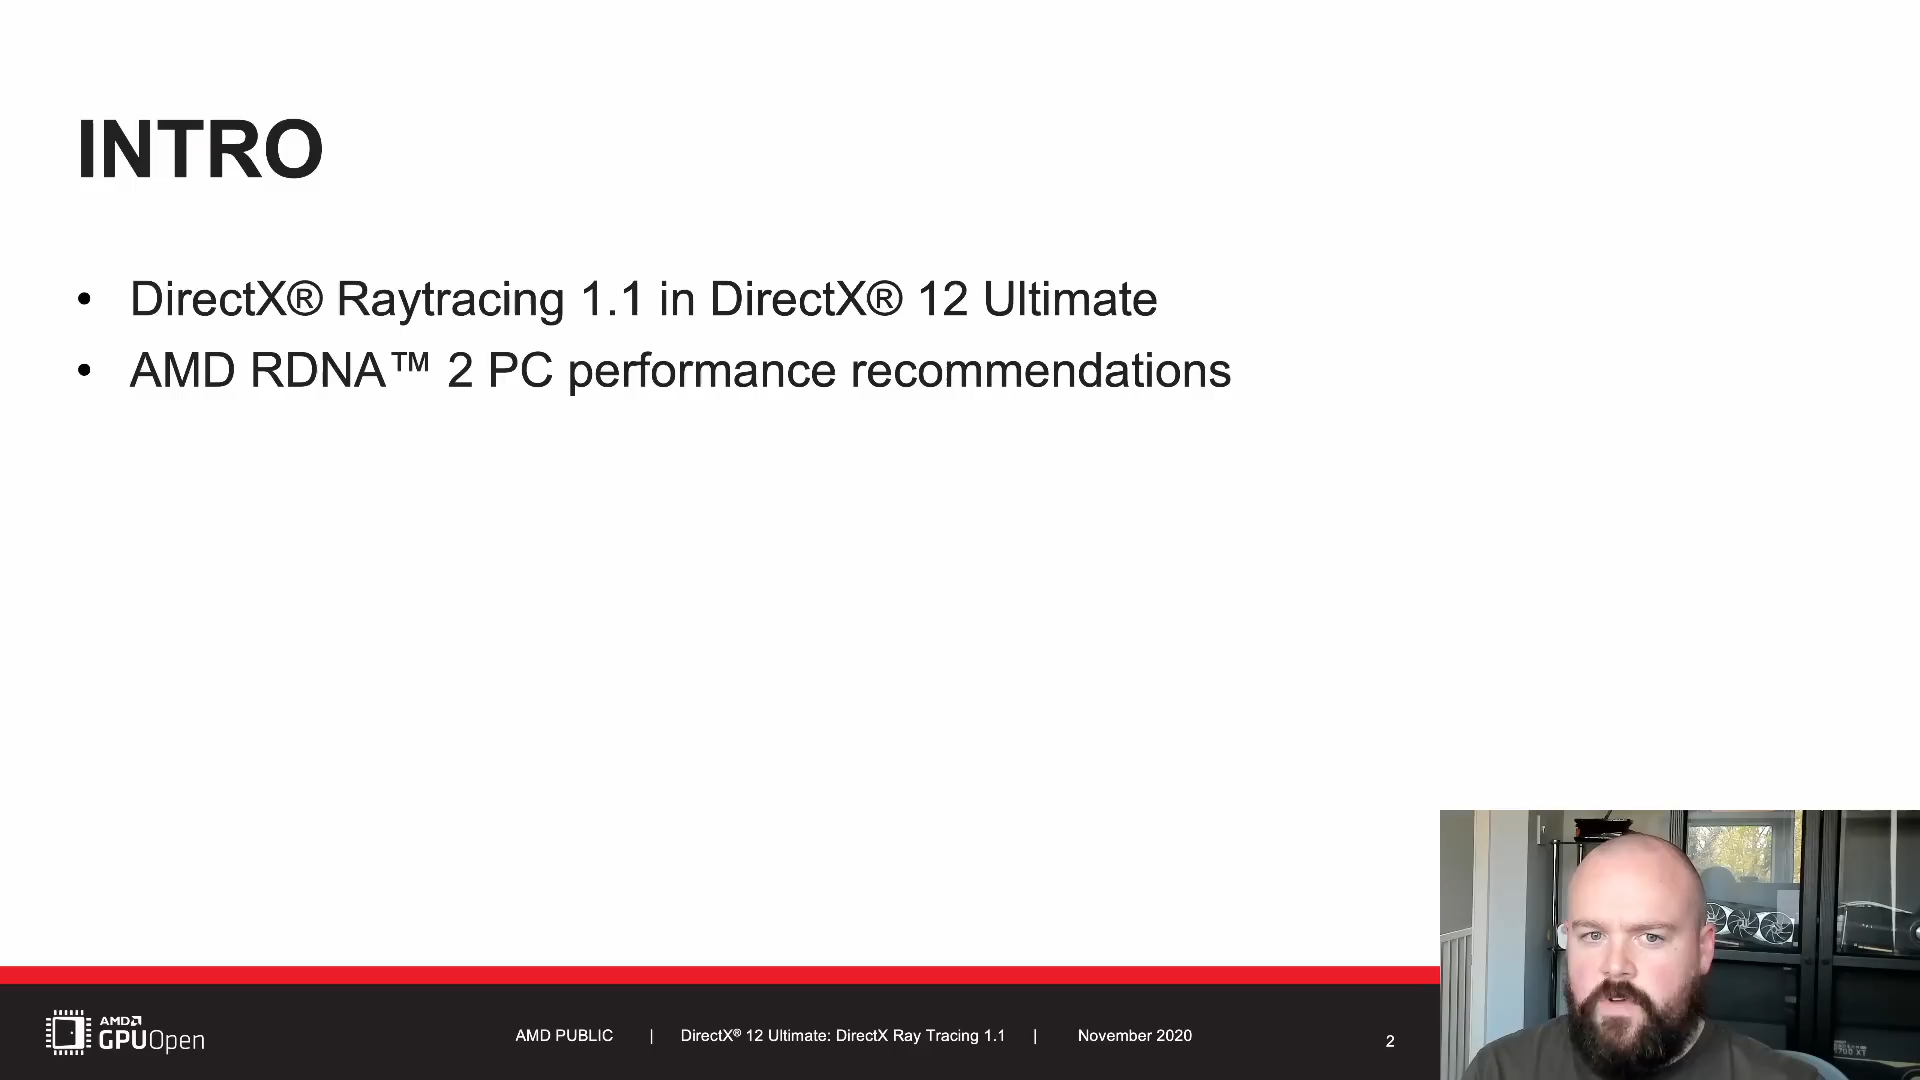 INTRO
• DirectX® Raytracing 1.1 in DirectX® 12 Ultimate
• AMD RDNA™ 2 PC performance recommendations
AMD
GPUOpen
AMD PUBLIC | DirectX® 12 Ultimate: DirectX Ray Tracing 1.1 | November 2020
2